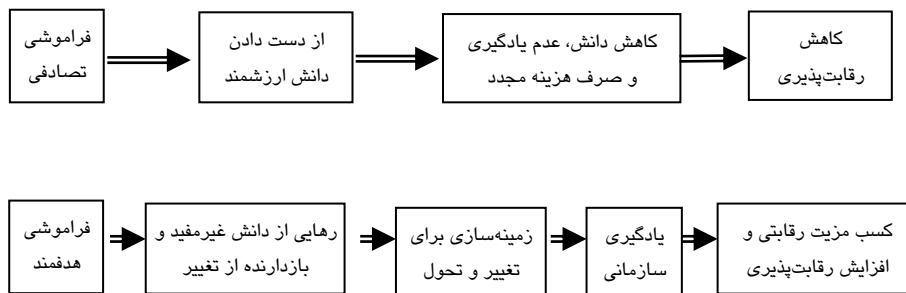 فراموشی
تصادفی
از دست دادن
دانش ارزشمند
کاهش دانش، عدم یادگیری
و صرف هزینه مجدد
کاهش
رقابت‌پذیری
فراموشی
هدفمند
رهایی از دانش غیرمفید و
بازدارنده از تغییر
زمینه‌سازی برای
تغییر و تحول
یادگیری
سازمانی
کسب مزیت رقابتی و
افزایش رقابت‌پذیری